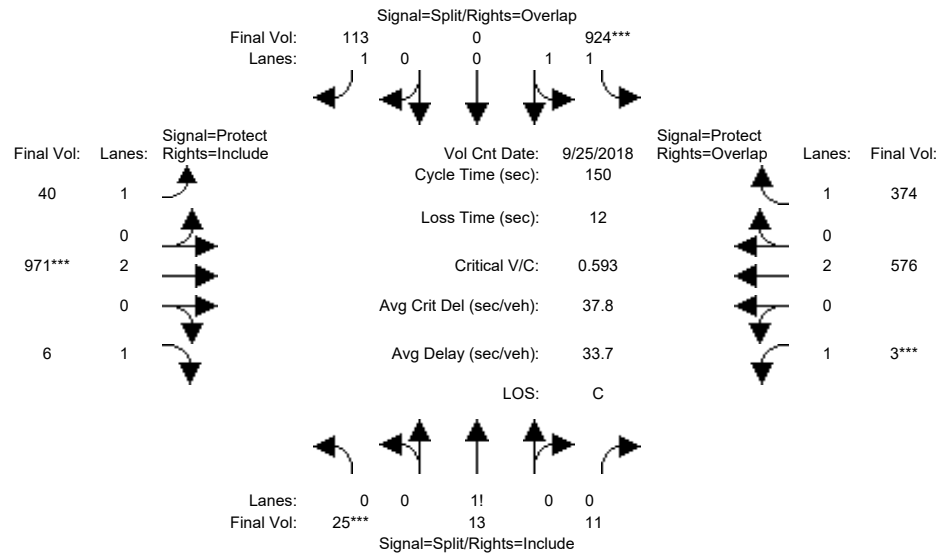 Signal=Split/Rights=Overlap
Final Vol: 113 0 924***
Lanes: 1 0 0 1 1
Signal=Protect Signal=Protect
Final Vol: Lanes: Rights=Include Vol Cnt Date: 9/25/2018 Rights=Overlap Lanes: Final Vol:
Cycle Time (sec): 150
40 1 1 374
Loss Time (sec): 12
0 0
971*** 2 Critical V/C: 0.593 2 576
0 Avg Crit Del (sec/veh): 37.8 0
6 1 Avg Delay (sec/veh): 33.7 1 3***
LOS: C
Lanes: 0 0 1! 0 0
Final Vol: 25*** 13 11
Signal=Split/Rights=Include